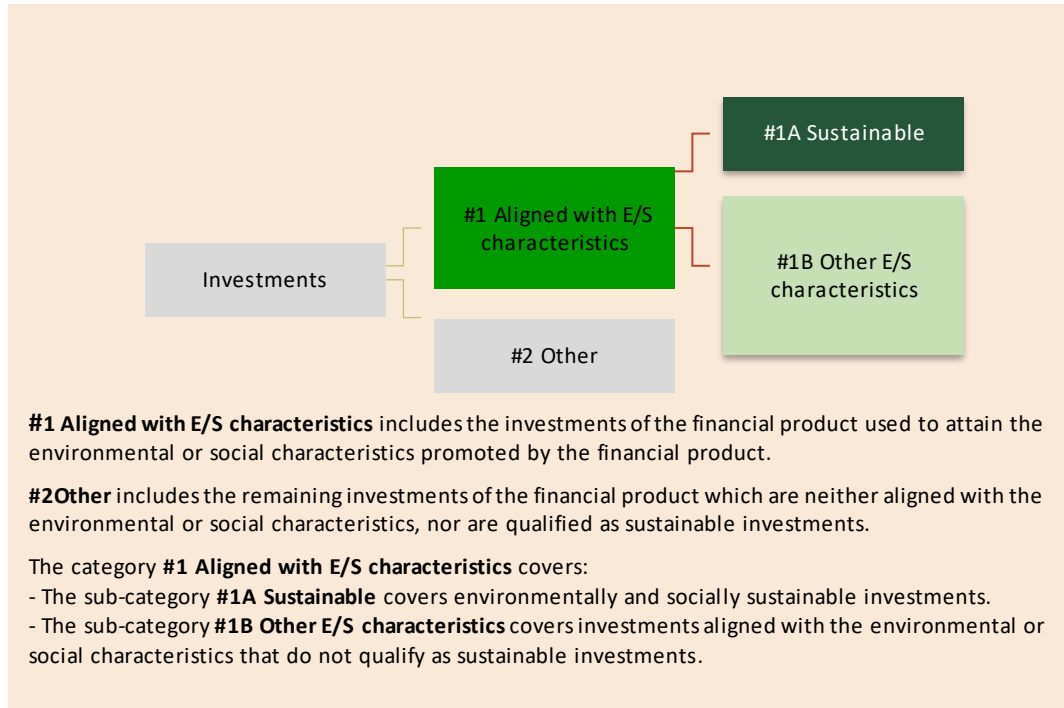 #1A Sustainable
#1 Aligned with E/S
characteristics
#1B Other E/S
characteristics
Investments
#2 Other
#1 Aligned with E/S characteristics includes the investments of the financial product used to attain the
environmental or social characteristics promoted by the financial product.
#2Other includes the remaining investments of the financial product which are neither aligned with the
environmental or social characteristics, nor are qualified as sustainable investments.
The category #1 Aligned with E/S characteristics covers:
- The sub-category #1A Sustainable covers environmentally and socially sustainable investments.
- The sub-category #1B Other E/S characteristics covers investments aligned with the environmental or
social characteristics that do not qualify as sustainable investments.